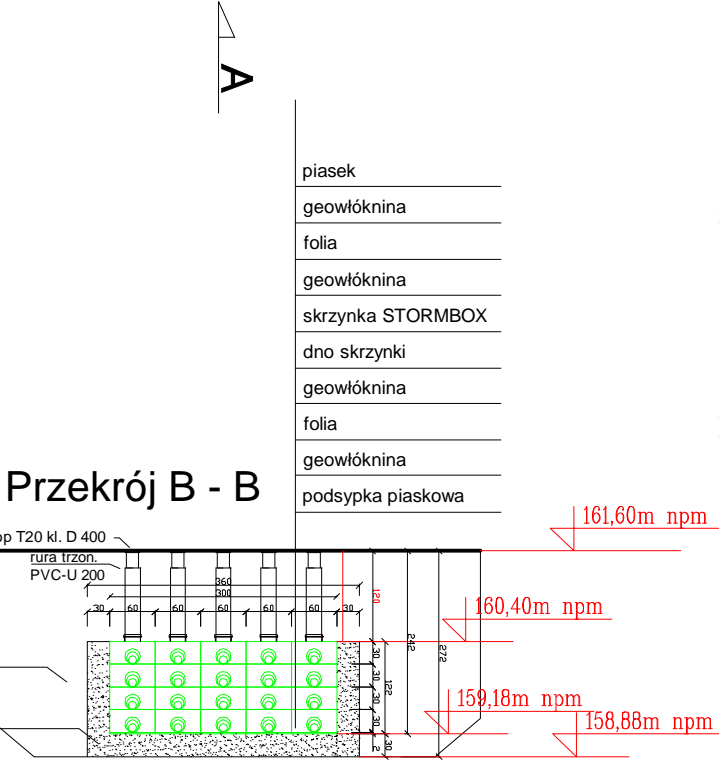 A
piasek
geowłóknina
folia
geowłóknina
skrzynka STORMBOX
dno skrzynki
geowłóknina
folia
geowłóknina
podsypka piaskowa
Przekrój B - B
161,60m npm
op T20 kl. D 400
rura trzon.
PVC-U 200
360
300
30 60 60 60 60 60 30
120
160,40m npm
242
272
30
30
30
30
122
2
30
159,18m npm
158,88m npm